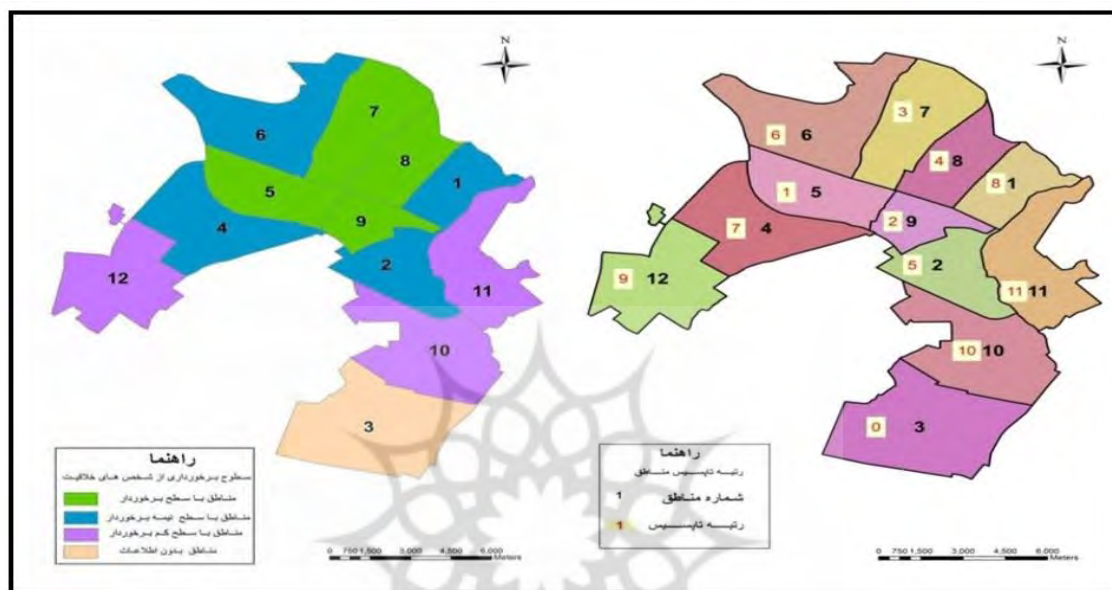 N
6
7
8
5
1
9
4
2
12
11
10
3
راهنما
سطوح برخورداری از شخص های خلاقیت
مناطق با سطح برخوردار
مناطق با سطح نیمه برخوردار
مناطق با سطح کم برخوردار
مناطق بدون اطلاعات
0 750 1,500 3,000 4,500 6,000
Meters
N
3 7
6 6
4 8
8 1
1 5
2 9
7 4
5 2
9 12
11 11
10 10
0 3
راهنما
رتبه تاپسیس مناطق
1 شماره مناطق
1 رتبه تاپسیس
0 750 1,500 3,000 4,500 6,000
Meters